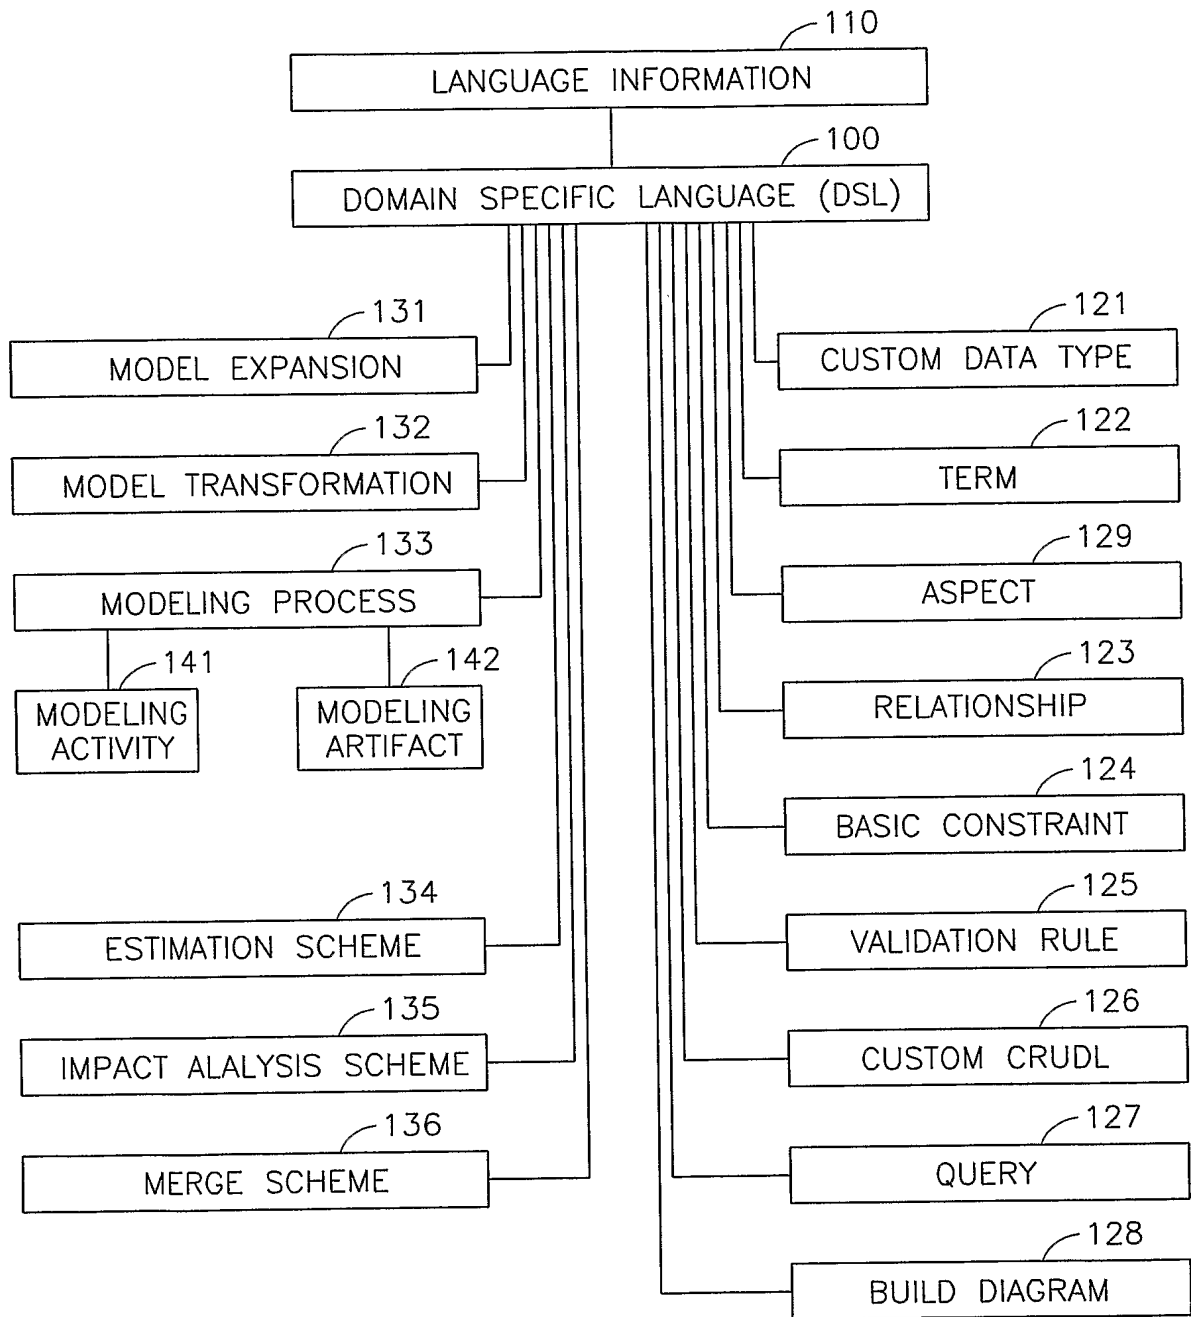 110
LANGUAGE INFORMATION
100
DOMAIN SPECIFIC LANGUAGE (DSL)
131
MODEL EXPANSION
132
MODEL TRANSFORMATION
133
MODELING PROCESS
141
MODELING
ACTIVITY
142
MODELING
ARTIFACT
134
ESTIMATION SCHEME
135
IMPACT ALALYSIS SCHEME
136
MERGE SCHEME
121
CUSTOM DATA TYPE
122
TERM
129
ASPECT
123
RELATIONSHIP
124
BASIC CONSTRAINT
125
VALIDATION RULE
126
CUSTOM CRUDL
127
QUERY
128
BUILD DIAGRAM